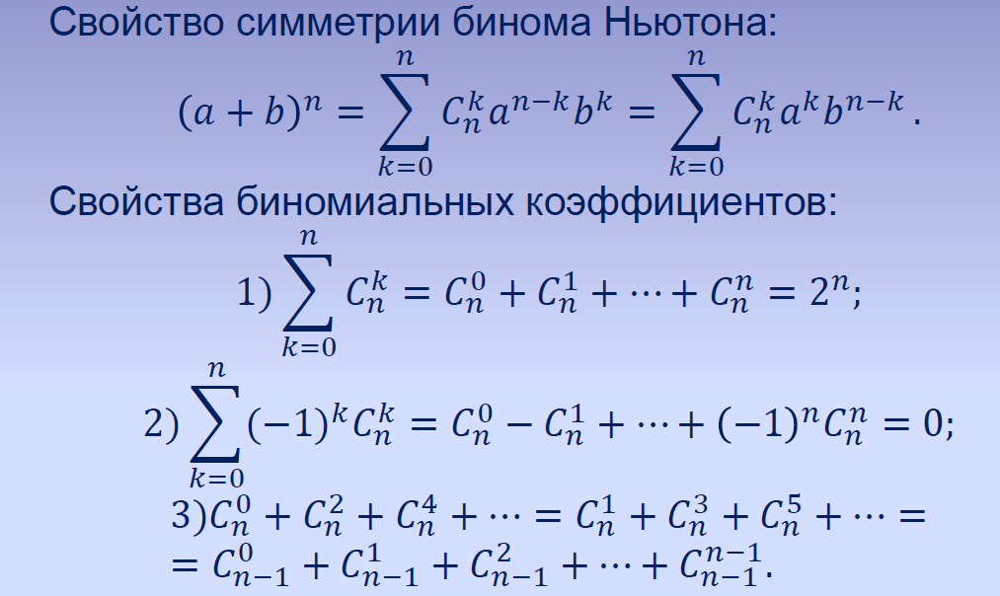 Свойство симметрии бинома Ньютона:
$(a + b)^n = \sum_{k=0}^{n} C_n^k a^{n-k} b^k = \sum_{k=0}^{n} C_n^k a^k b^{n-k}.$
Свойства биномиальных коэффициентов:
$1) \sum_{k=0}^{n} C_n^k = C_n^0 + C_n^1 + \cdots + C_n^n = 2^n;$
$2) \sum_{k=0}^{n} (-1)^k C_n^k = C_n^0 - C_n^1 + \cdots + (-1)^n C_n^n = 0;$
$3) C_n^0 + C_n^2 + C_n^4 + \cdots = C_n^1 + C_n^3 + C_n^5 + \cdots =$
$= C_{n-1}^0 + C_{n-1}^1 + C_{n-1}^2 + \cdots + C_{n-1}^{n-1}.$